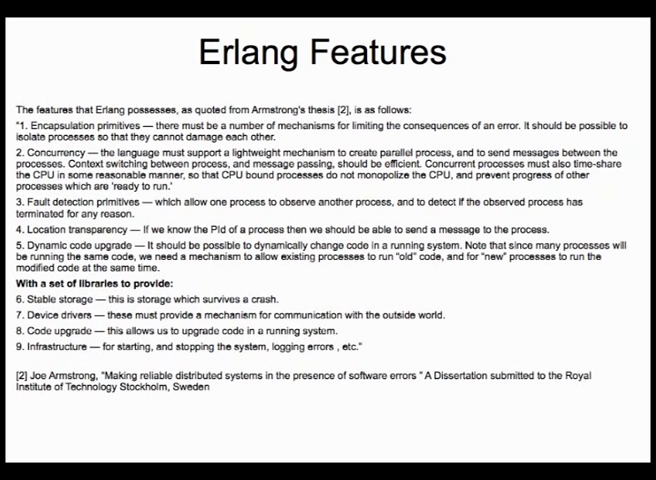 Erlang Features
The features that Erlang possesses, as quoted from Armstrong's thesis [2], is as follows:
"1. Encapsulation primitives — there must be a number of mechanisms for limiting the consequences of an error. It should be possible to
isolate processes so that they cannot damage each other.
2. Concurrency — the language must support a lightweight mechanism to create parallel process, and to send messages between the
processes. Context switching between process, and message passing, should be efficient. Concurrent processes must also time-share
the CPU in some reasonable manner, so that CPU bound processes do not monopolize the CPU, and prevent progress of other
processes which are 'ready to run.'
3. Fault detection primitives — which allow one process to observe another process, and to detect if the observed process has
terminated for any reason.
4. Location transparency — If we know the PId of a process then we should be able to send a message to the process.
5. Dynamic code upgrade — It should be possible to dynamically change code in a running system. Note that since many processes will
be running the same code, we need a mechanism to allow existing processes to run "old" code, and for "new" processes to run the
modified code at the same time.
With a set of libraries to provide:
6. Stable storage — this is storage which survives a crash.
7. Device drivers — these must provide a mechanism for communication with the outside world.
8. Code upgrade — this allows us to upgrade code in a running system.
9. Infrastructure — for starting, and stopping the system, logging errors , etc."
[2] Joe Armstrong, "Making reliable distributed systems in the presence of software errors " A Dissertation submitted to the Royal
Institute of Technology Stockholm, Sweden